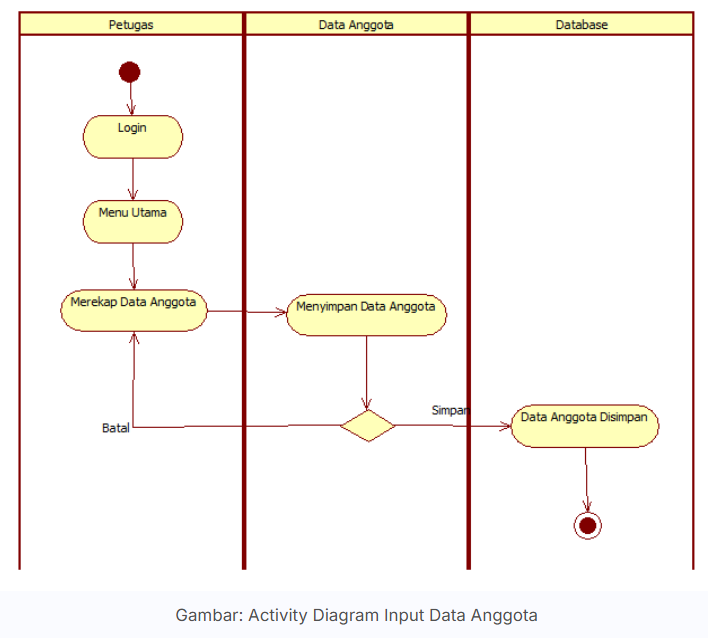 Petugas
Data Anggota
Database
Login
Menu Utama
Merekap Data Anggota
Menyimpan Data Anggota
Simpan
Data Anggota Disimpan
Batal
Gambar: Activity Diagram Input Data Anggota